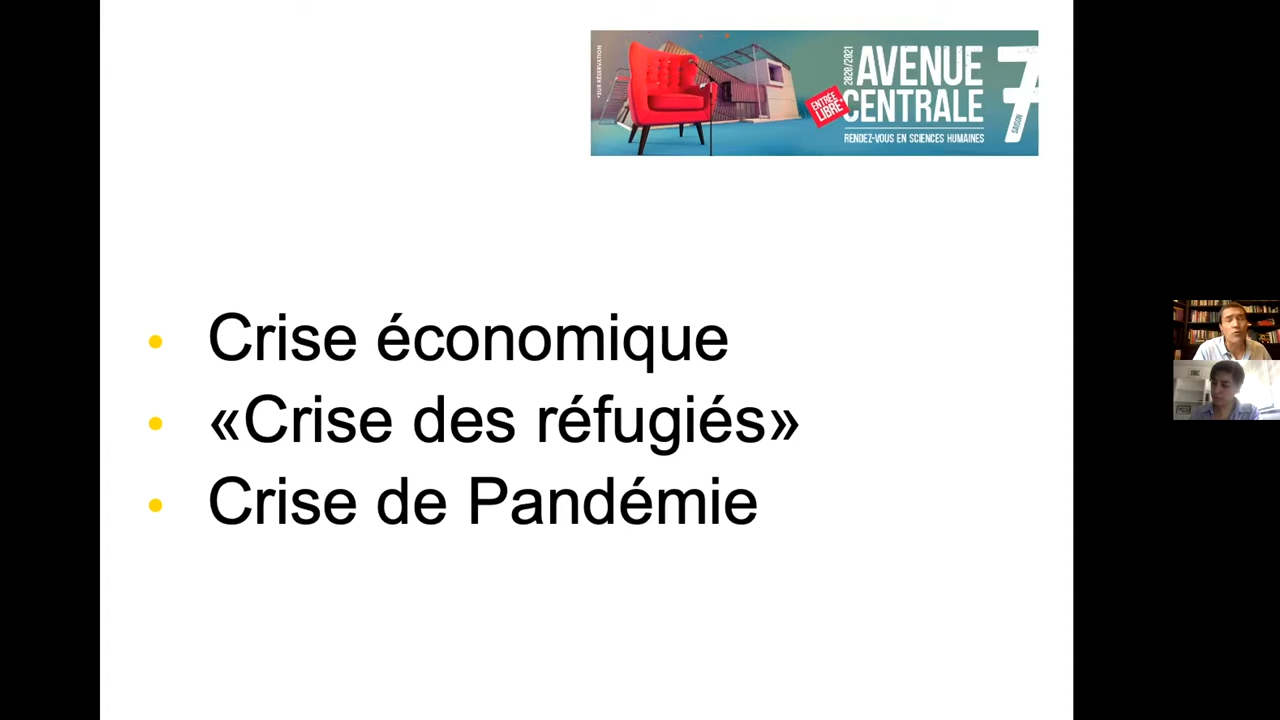 *SUR RÉSERVATION
ENTRÉE
LIBRE*
2020/2021
AVENUE
CENTRALE
RENDEZ-VOUS EN SCIENCES HUMAINES
SAISON
7
• Crise économique
• «Crise des réfugiés»
• Crise de Pandémie